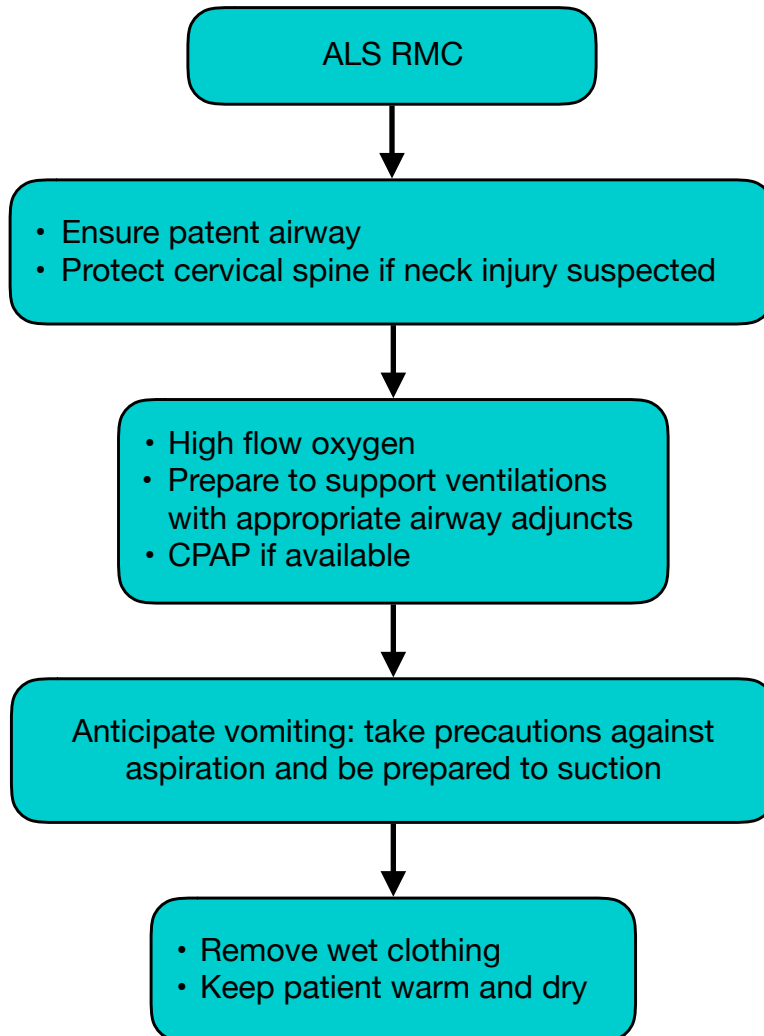 ALS RMC
• Ensure patent airway
• Protect cervical spine if neck injury suspected
• High flow oxygen
• Prepare to support ventilations
with appropriate airway adjuncts
• CPAP if available
Anticipate vomiting: take precautions against
aspiration and be prepared to suction
• Remove wet clothing
• Keep patient warm and dry